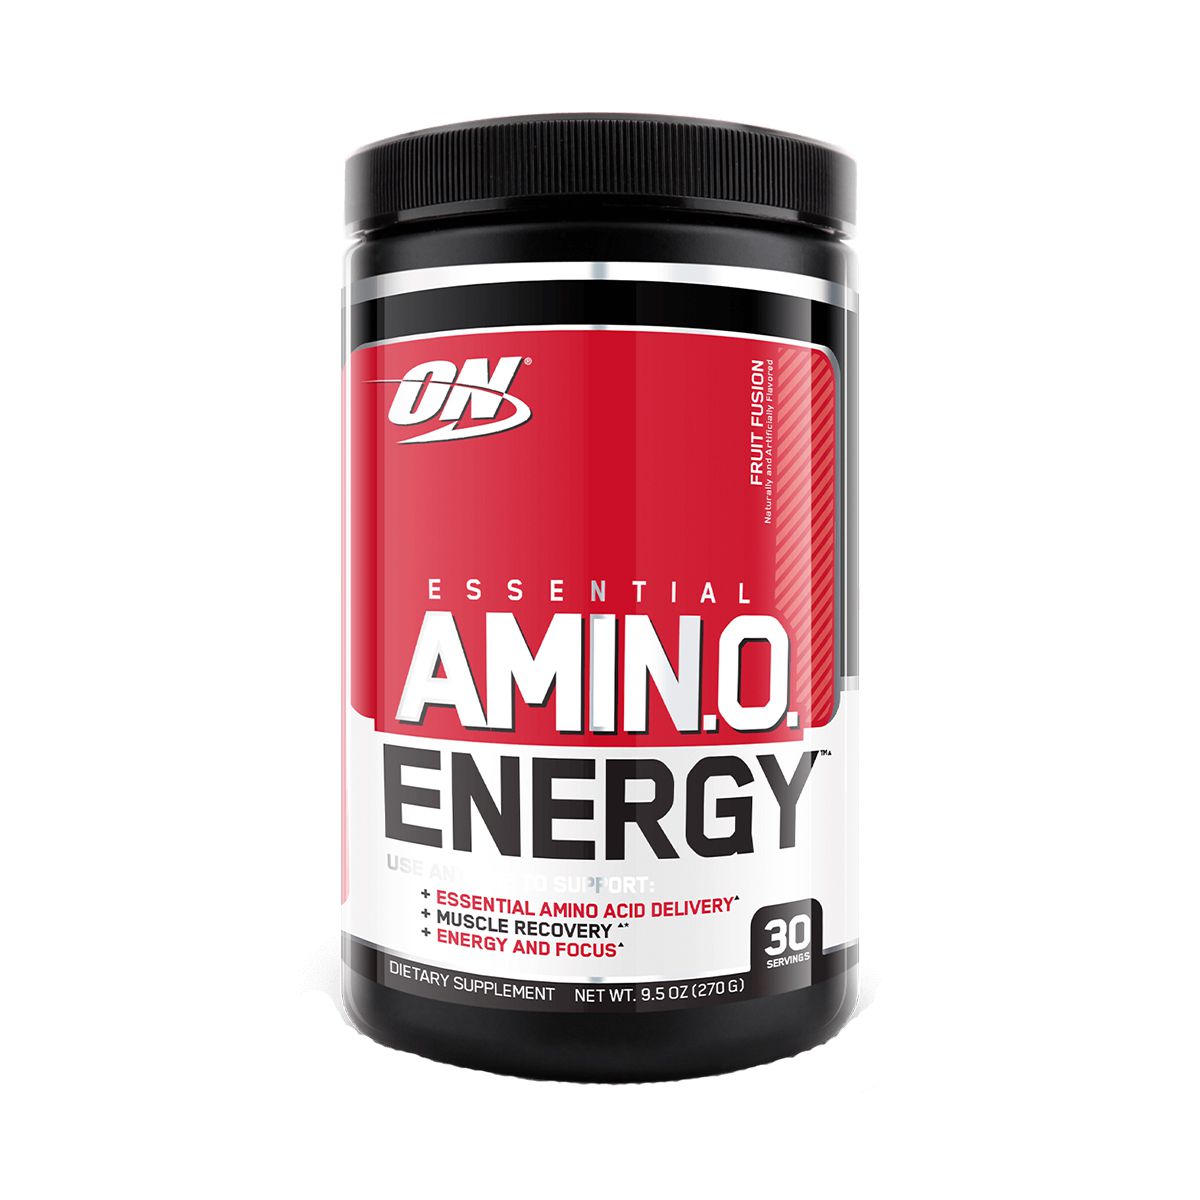 ON®
FRUIT FUSION
Naturally and Artificially Flavored
ESSENTIAL
AMIN.O.
ENERGY™▲
USE ANYTIME TO SUPPORT:
+ ESSENTIAL AMINO ACID DELIVERY▲
+ MUSCLE RECOVERY ▲*
+ ENERGY AND FOCUS▲
30
SERVINGS
DIETARY SUPPLEMENT NET WT. 9.5 OZ (270 G)